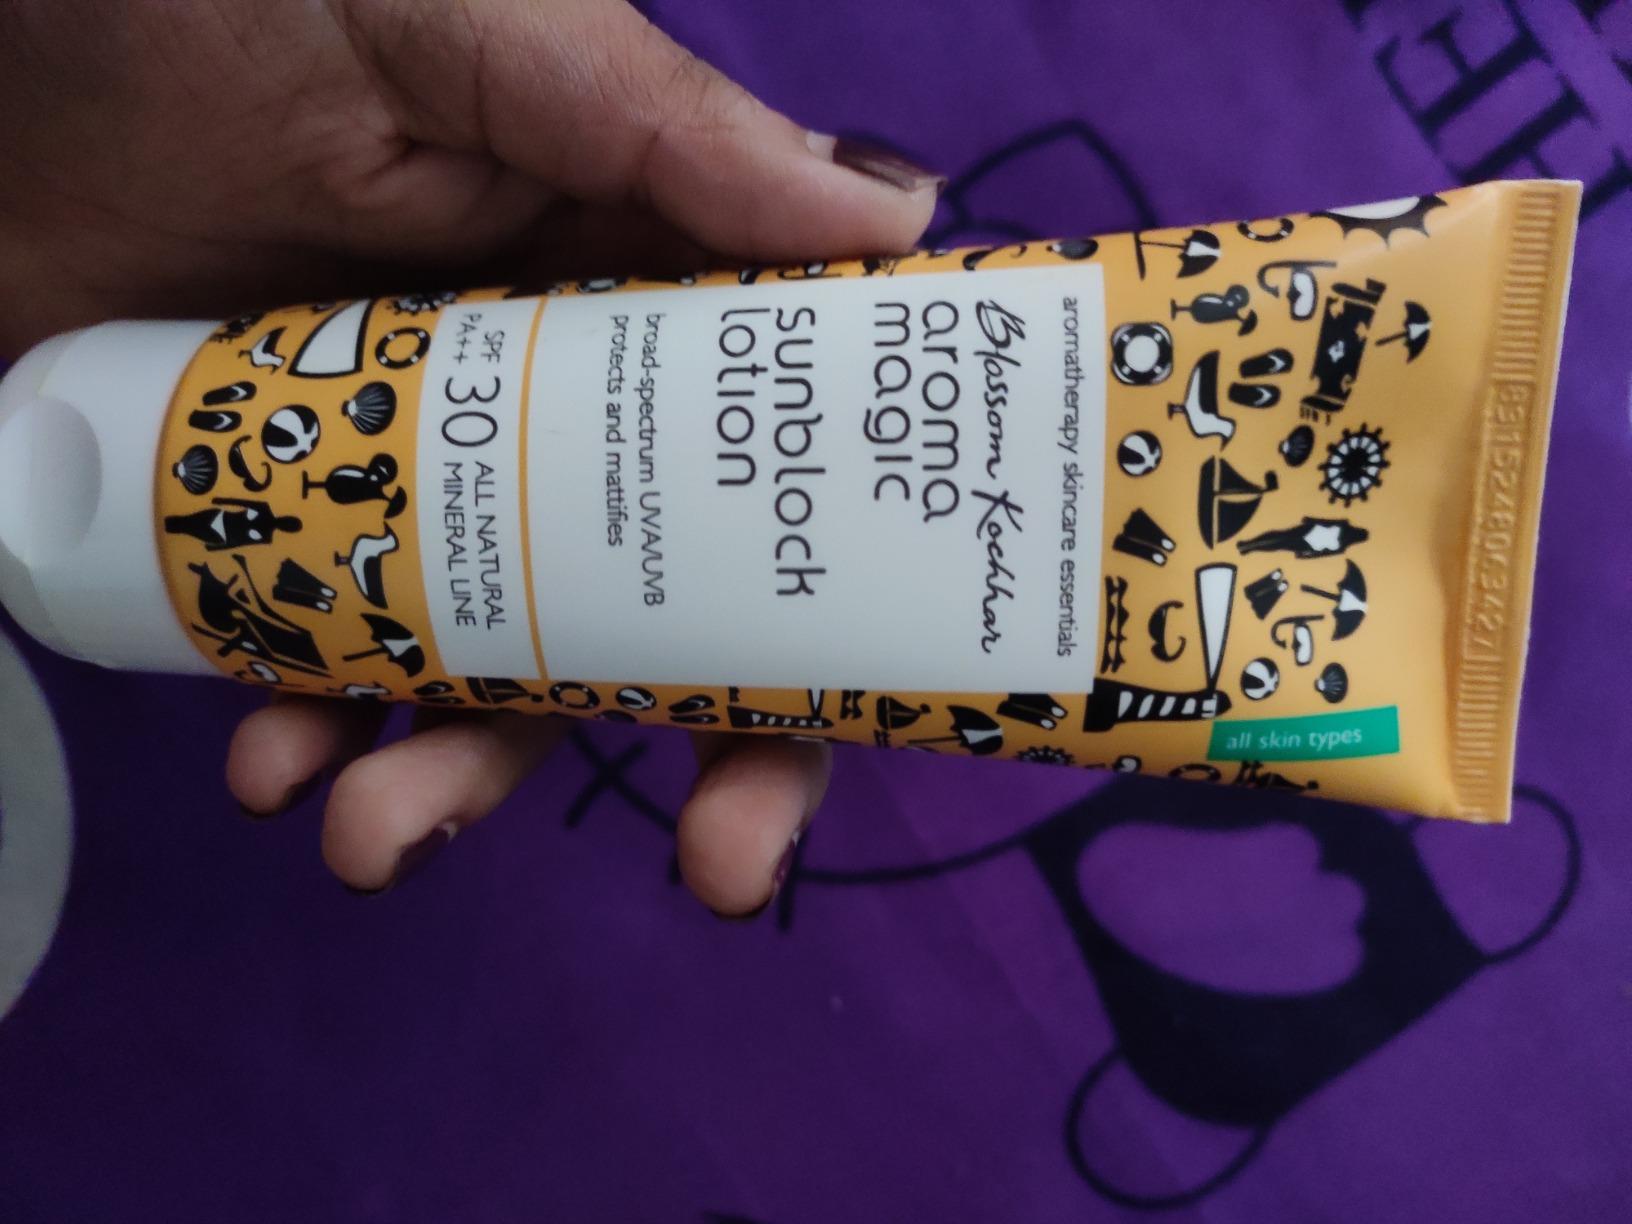 aromatherapy skincare essentials
Blossom Kochhar
aroma
magic
sunblock
lotion
broad-spectrum UVA/UVB
protects and mattifies
SPF 30
PA++
ALL NATURAL
MINERAL LINE
all skin types